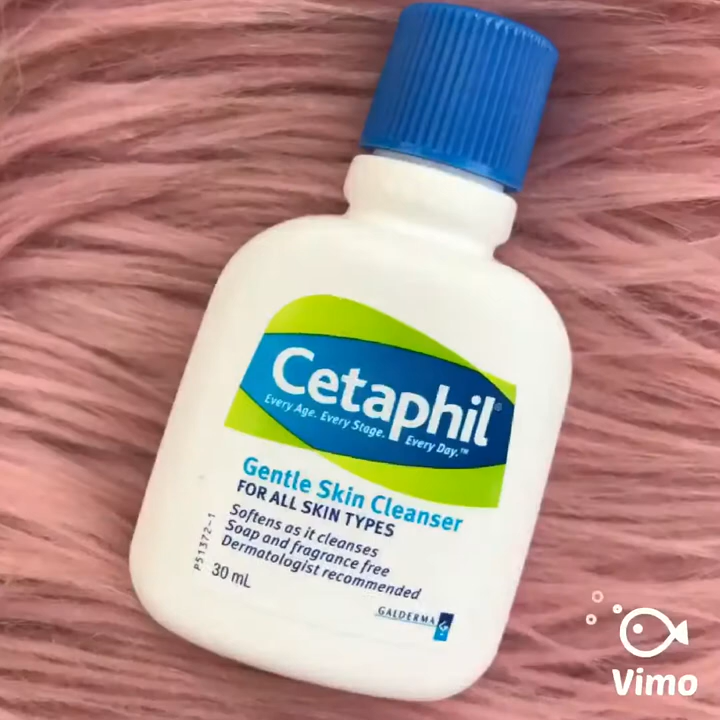 Cetaphil®
Every Age. Every Stage. Every Day.™
Gentle Skin Cleanser
FOR ALL SKIN TYPES
Softens as it cleanses
Soap and fragrance free
Dermatologist recommended
30 mL
P51372-1
GALDERMA
Vimo